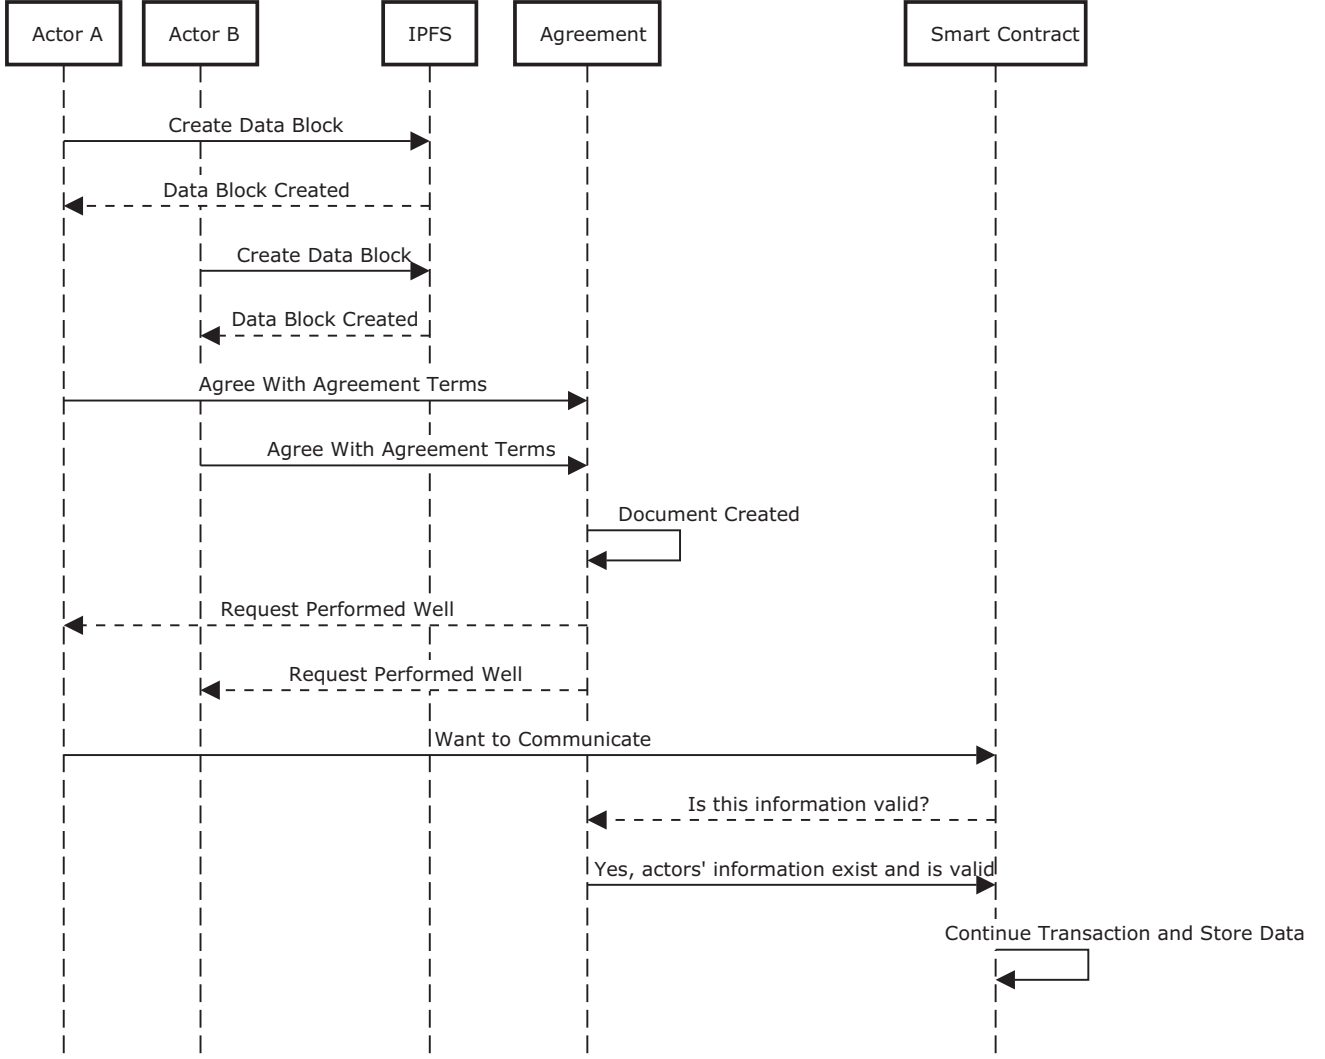 Actor A
Actor B
IPFS
Agreement
Smart Contract
Create Data Block
Data Block Created
Create Data Block
Data Block Created
Agree With Agreement Terms
Agree With Agreement Terms
Document Created
Request Performed Well
Request Performed Well
Want to Communicate
Is this information valid?
Yes, actors' information exist and is valid
Continue Transaction and Store Data